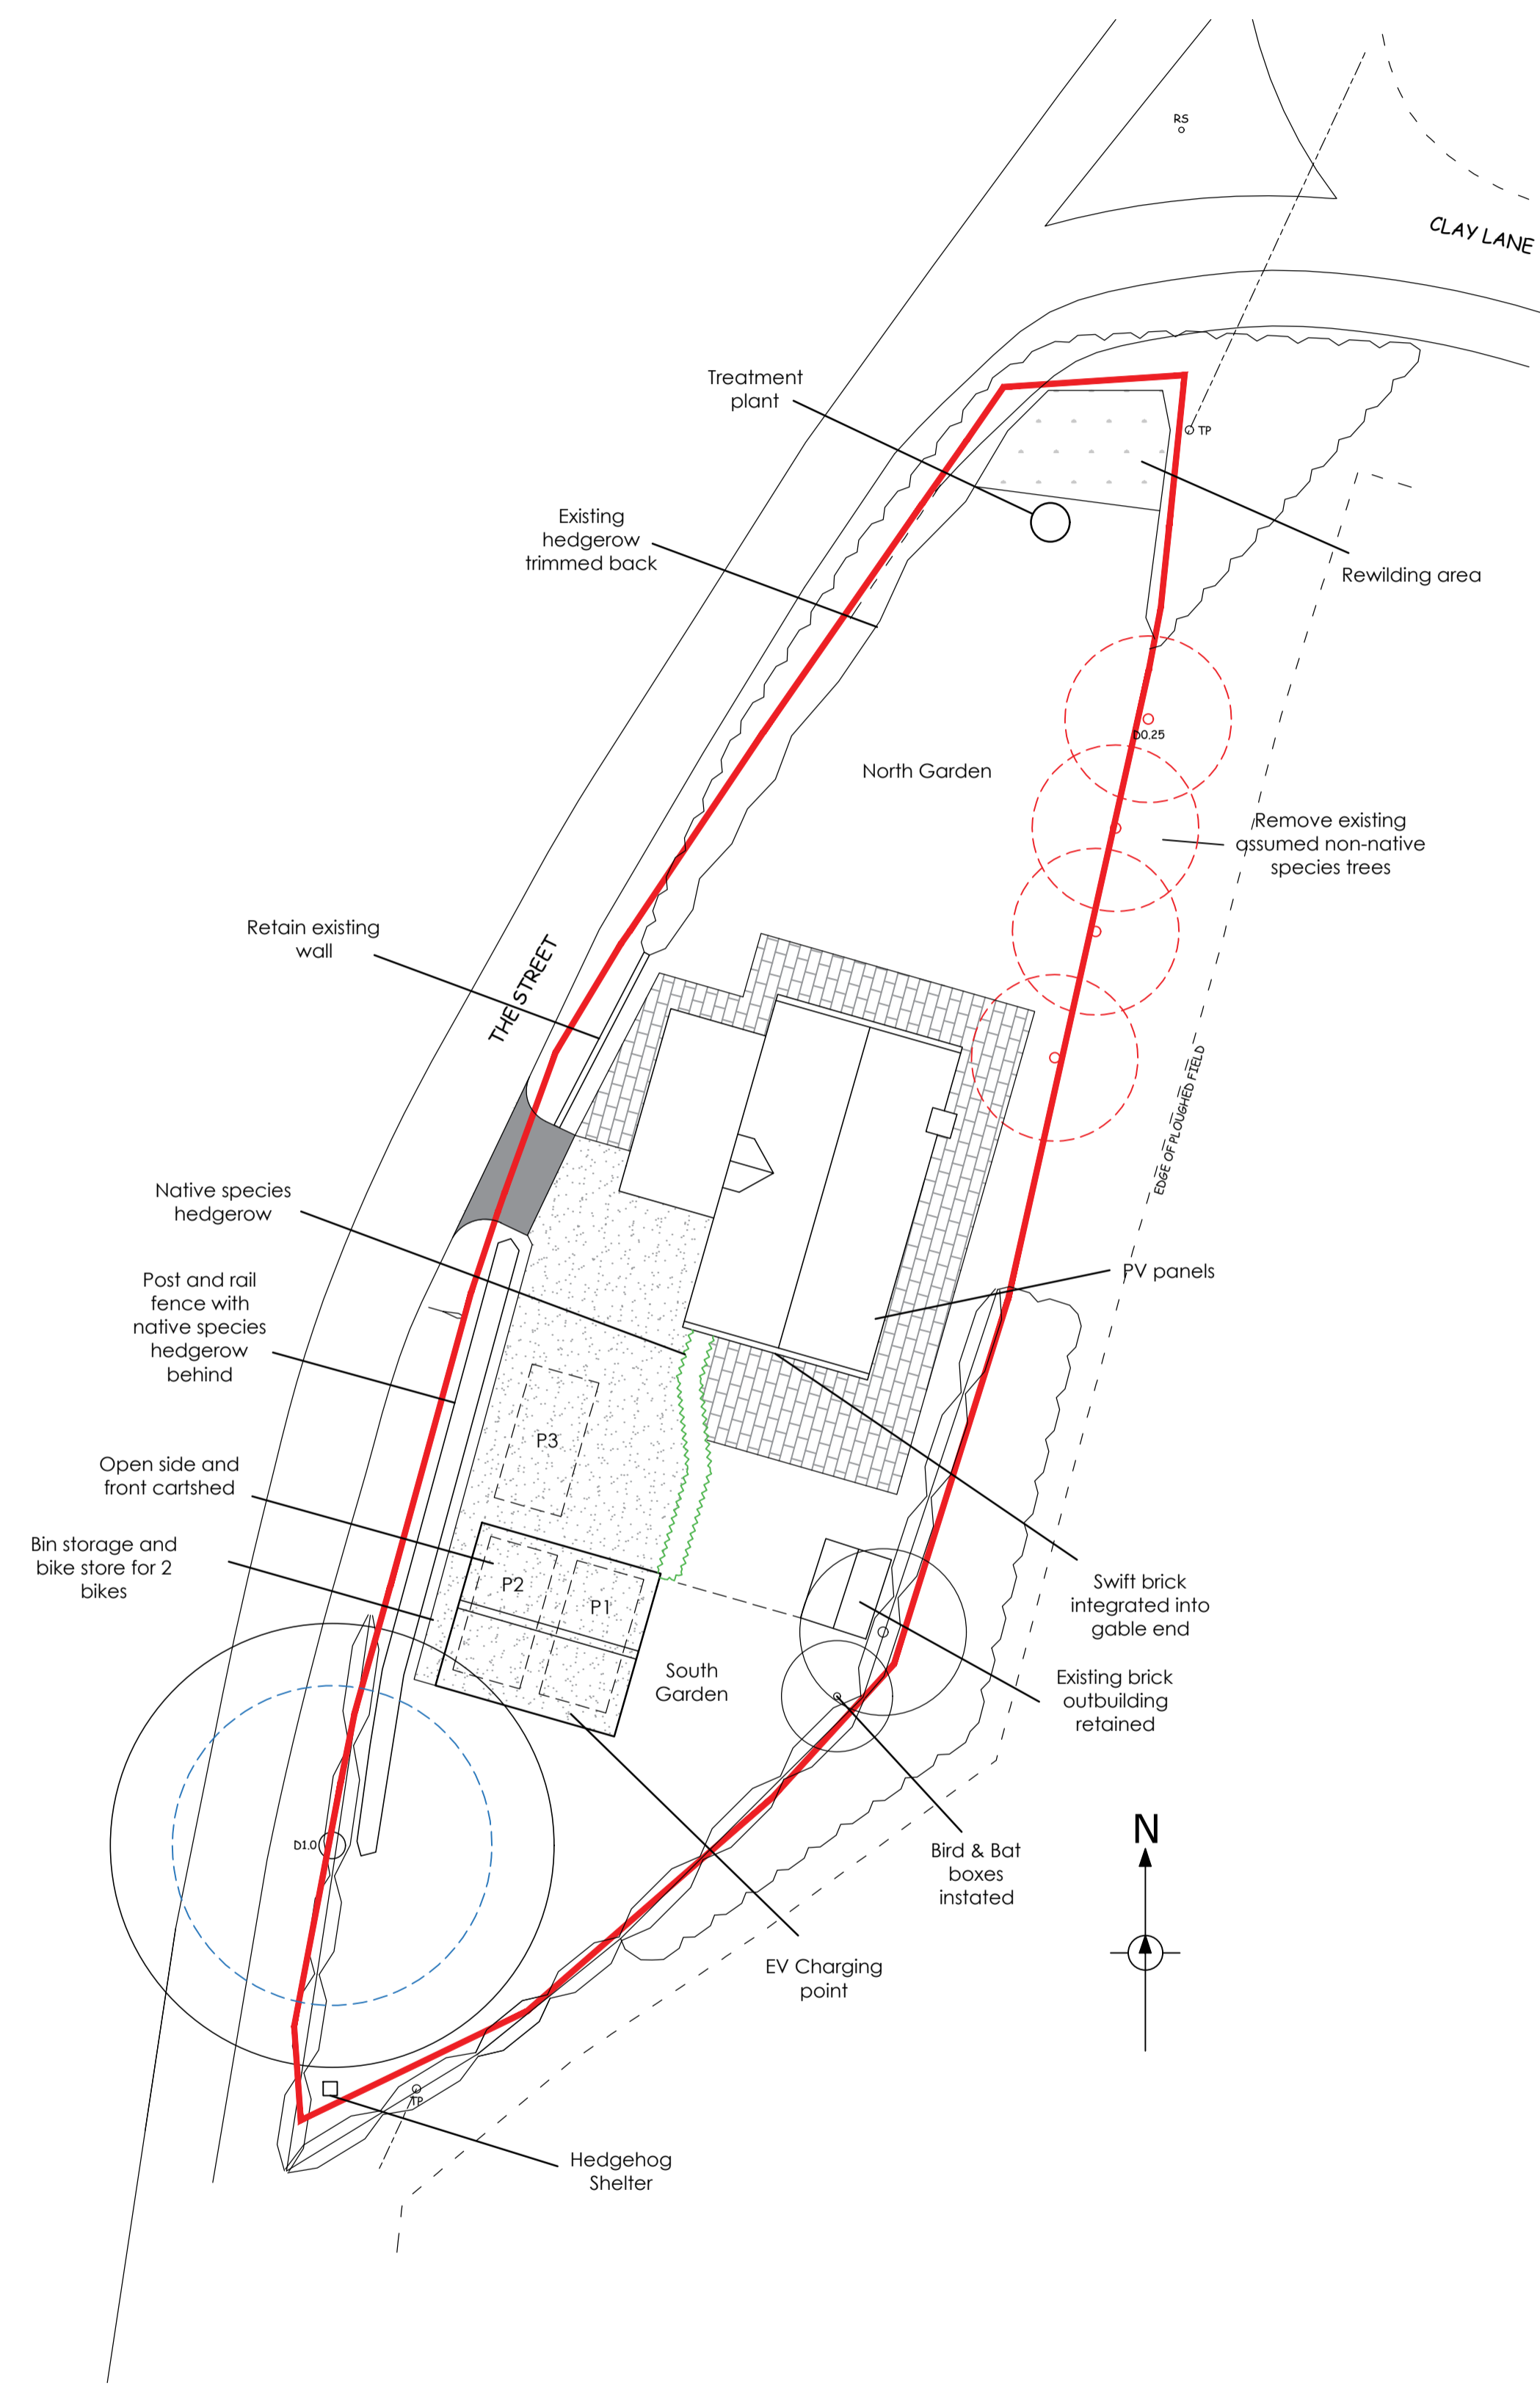 RS
CLAY LANE
Treatment
plant
TP
Existing
hedgerow
trimmed back
Rewilding area
D0.25
North Garden
Remove existing
assumed non-native
species trees
Retain existing
wall
THE STREET
EDGE OF PLOUGHED FIELD
Native species
hedgerow
PV panels
Post and rail
fence with
native species
hedgerow
behind
P3
Open side and
front cartshed
Bin storage and
bike store for 2
bikes
P2
P1
Swift brick
integrated into
gable end
South
Garden
Existing brick
outbuilding
retained
N
D1.0
Bird & Bat
boxes
instated
EV Charging
point
TP
Hedgehog
Shelter